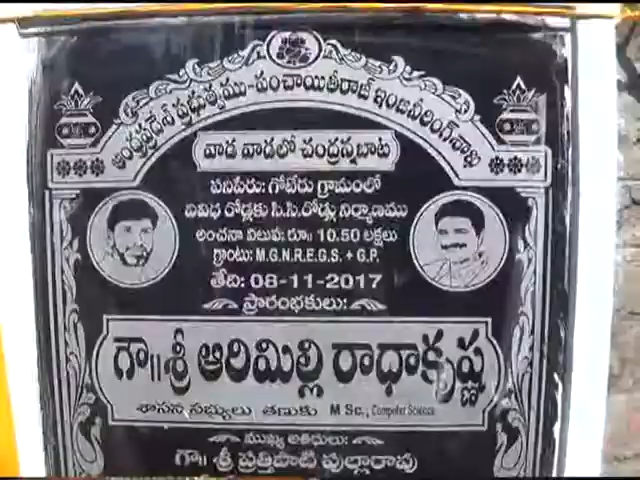 ఆంధ్రప్రదేశ్ ప్రభుత్వము - పంచాయితీరాజ్ ఇంజనీరింగ్ శాఖ
వాడ వాడలో చంద్రన్నబాట
పనిపేరు: గోటేరు గ్రామంలో
వివిధ రోడ్లకు సి.సి.రోడ్లు నిర్మాణము
అంచనా విలువ: రూ॥ 10.50 లక్షలు
గ్రాంటు: M.G.N.R.E.G.S. + G.P.
తేది: 08-11-2017
ప్రారంభకులు:
గౌ॥ శ్రీ ఆరిమిల్లి రాధాకృష్ణ
శాసన సభ్యులు తణుకు M Sc., Computer Science
ముఖ్య అతిథులు:
గౌ॥ శ్రీ ప్రత్తిపాటి పుల్లారావు